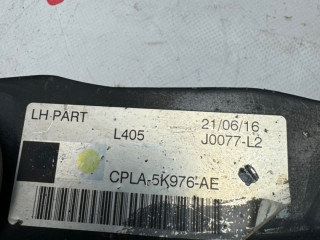 LH PART
L405 21/06/16
J0077-L2
CPLA-5K976-AE